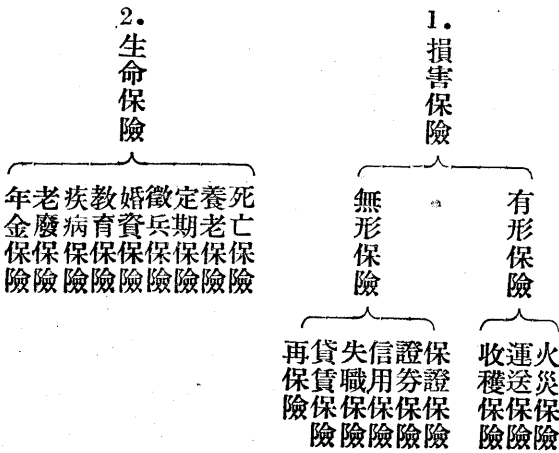 1.損害保險
有形保險
火災保險
運送保險
收穫保險
無形保險
保證保險
證券保險
信用保險
失職保險
貸賃保險
再保險
2.生命保險
死亡保險
養老保險
定期保險
徵兵保險
婚資保險
教育保險
疾病保險
老廢保險
年金保險